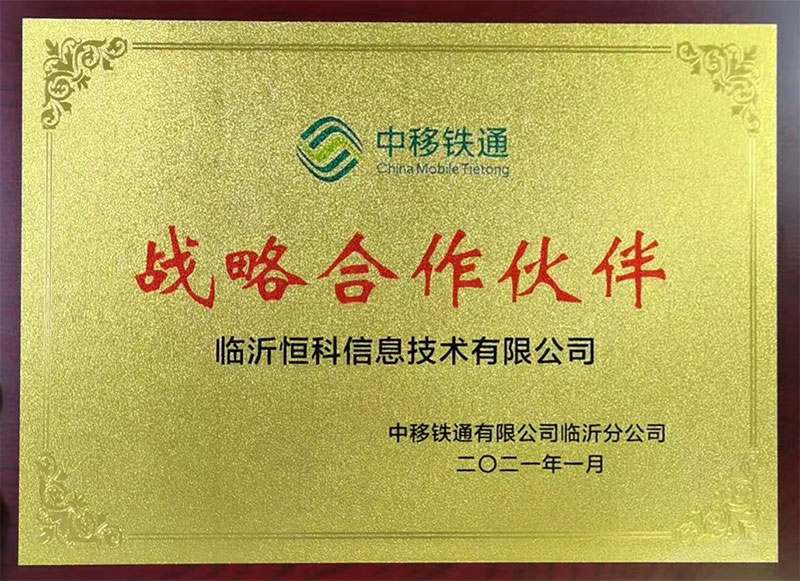 中移铁通
China Mobile Tietong
战略合作伙伴
临沂恒科信息技术有限公司
中移铁通有限公司临沂分公司
二〇二一年一月